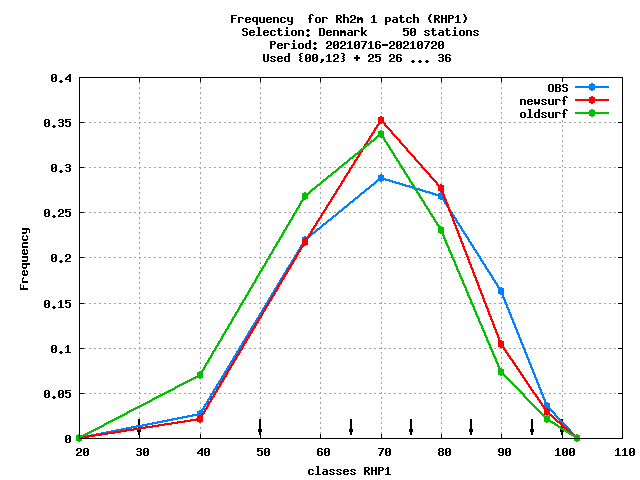 Frequency  for Rh2m 1 patch (RHP1)
Selection: Denmark     50 stations
Period: 20210716-20210720
Used {00,12} + 25 26 ... 36
OBS
newsurf
oldsurf
0.4
0.35
0.3
0.25
0.2
0.15
0.1
0.05
0
Frequency
20 30 40 50 60 70 80 90 100 110
classes RHP1